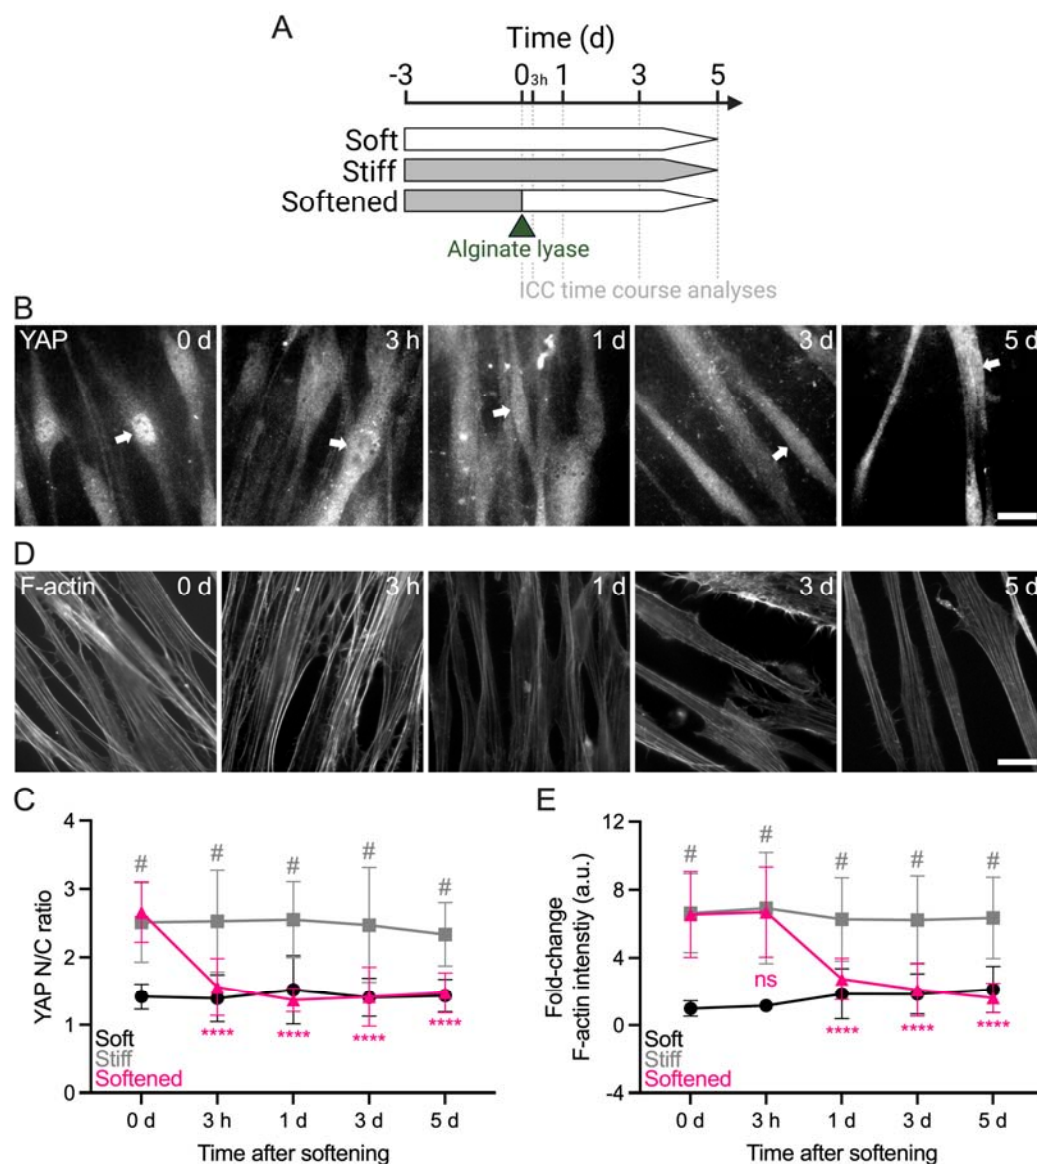 A
Time (d)
-3 0 3h 1 3 5
Soft
Stiff
Softened
Alginate lyase
ICC time course analyses
B
YAP 0 d 3 h 1 d 3 d 5 d
D
F-actin 0 d 3 h 1 d 3 d 5 d
C
YAP N/C ratio
4
3
2
1
0
# # # # #
**** **** **** ****
Soft
Stiff
Softened
0 d 3 h 1 d 3 d 5 d
Time after softening
E
Fold-change
F-actin intenstiy (a.u.)
12
8
4
0
-4
# # # # #
ns
**** **** ****
Soft
Stiff
Softened
0 d 3 h 1 d 3 d 5 d
Time after softening